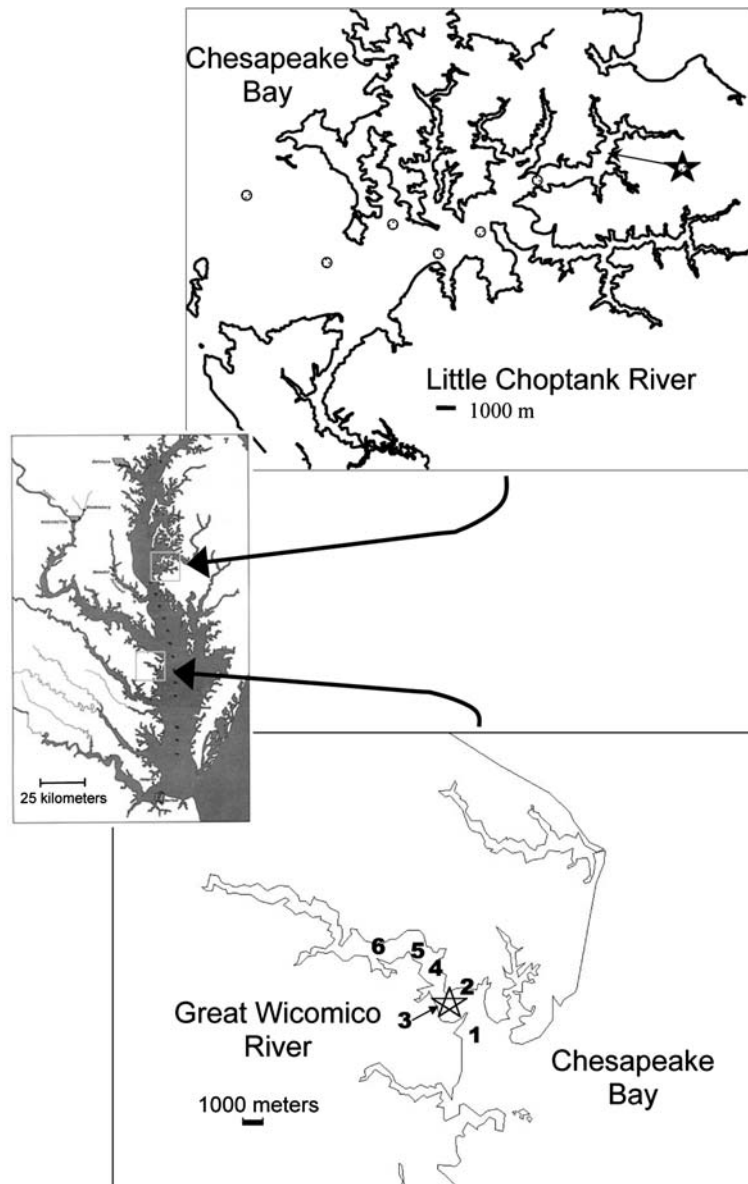 Chesapeake
Bay
Little Choptank River
1000 m
WASHINGTON
25 kilometers
6
5
4
2
3
1
Great Wicomico
River
Chesapeake
Bay
1000 meters